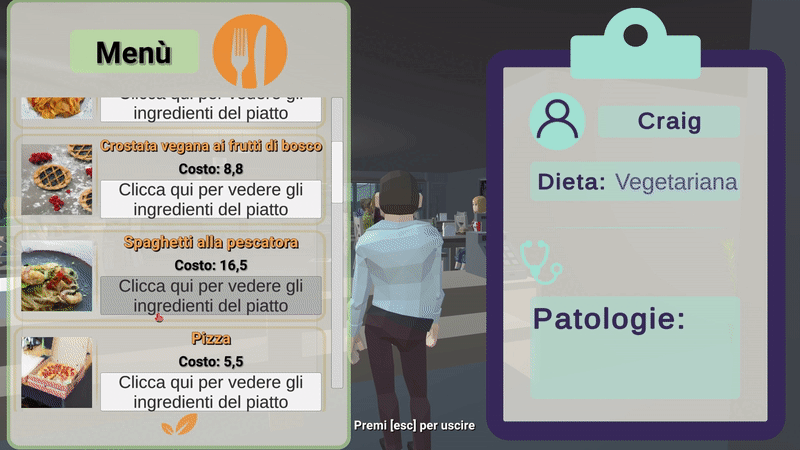 Menù
Clicca qui per vedere gli
ingredienti del piatto
Crostata vegana ai frutti di bosco
Costo: 8,8
Clicca qui per vedere gli
ingredienti del piatto
Spaghetti alla pescatora
Costo: 16,5
Clicca qui per vedere gli
ingredienti del piatto
Pizza
Costo: 5,5
Clicca qui per vedere gli
ingredienti del piatto
Premi [esc] per uscire
Craig
Dieta: Vegetariana
Patologie: